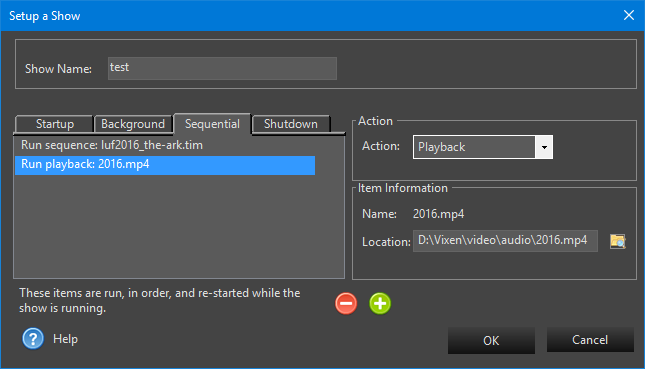 Setup a Show
Show Name: test
Startup Background Sequential Shutdown
Run sequence: luf2016_the-ark.tim
Run playback: 2016.mp4
Action
Action: Playback
Item Information
Name: 2016.mp4
Location: D:\Vixen\video\audio\2016.mp4
These items are run, in order, and re-started while the
show is running.
Help
OK
Cancel